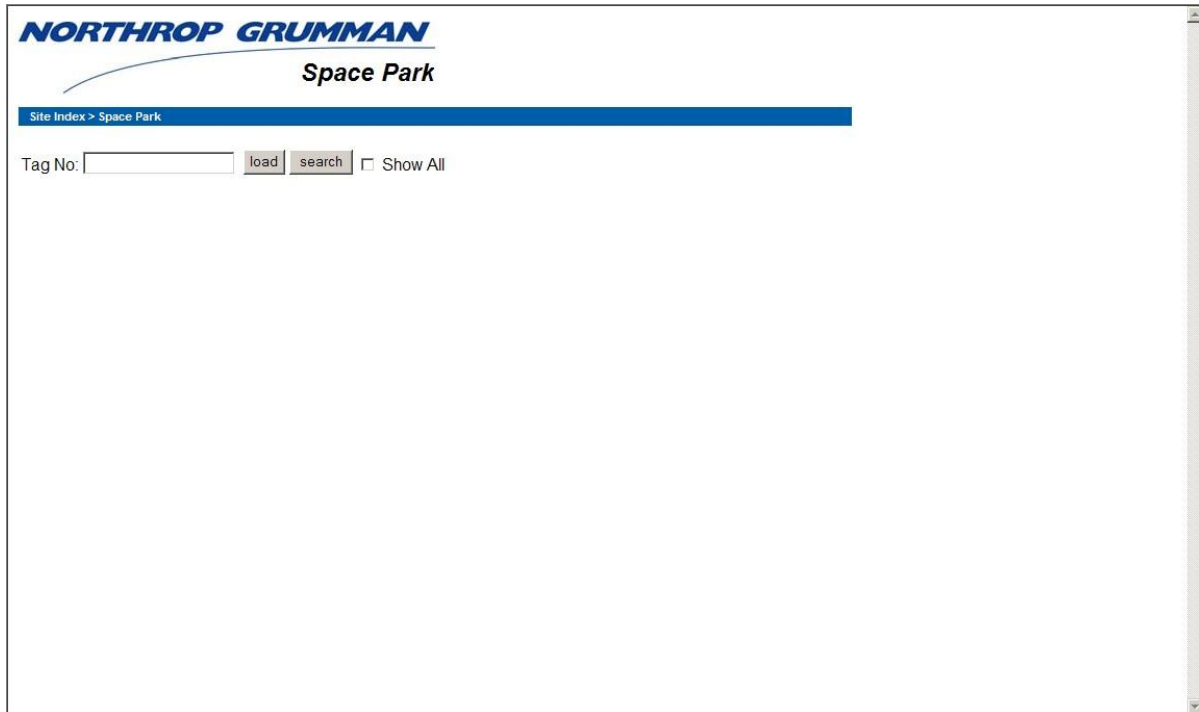 NORTHROP GRUMMAN
Space Park
Site Index > Space Park
Tag No: load search Show All